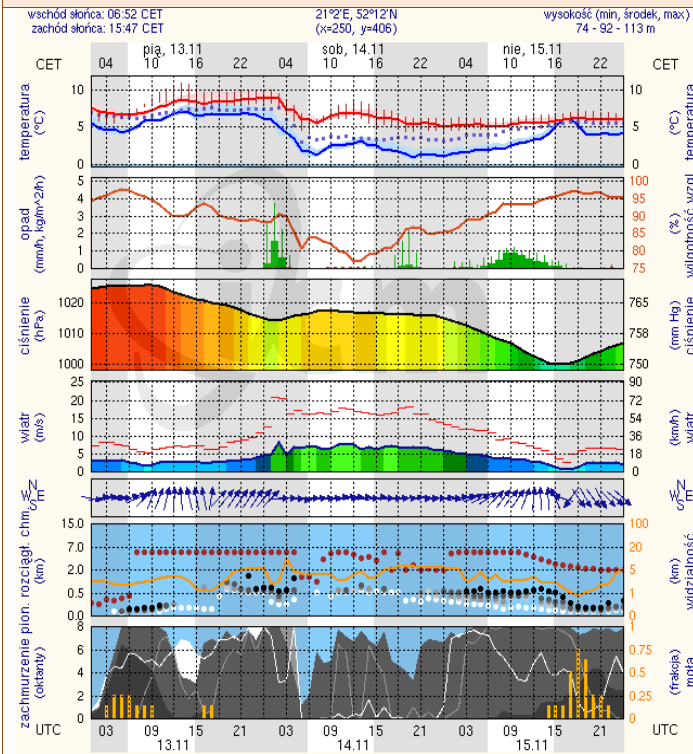 wschód słońca: 06:52 CET
zachód słońca: 15:47 CET
21°2'E, 52°12'N
(x=250, y=406)
wysokość (min, środek, max)
74 - 92 - 113 m
pią, 13.11 sob, 14.11 nie, 15.11
CET 04 10 16 22 04 10 16 22 04 10 16 22 CET
temperatura
(°C)
10
5
0
10
5
0
temperatura
(°C)
opad
(mm/h, kg/m^2/h)
5
4
3
2
1
0
100
95
90
85
80
75
(%)
wilgotność wzgl.
ciśnienie
(hPa)
1020
1010
1000
765
758
750
(mm Hg)
ciśnienie
wiatr
(m/s)
25
20
15
10
5
0
90
72
54
36
18
0
(km/h)
wiatr
N
W E
S
N
W E
S
pion. rozciągł. chm.
(km)
15.0
7.0
2.0
0.5
0.0
100
20
5
1
0
(km)
widzialność
zachmurzenie
(oktanty)
8
6
4
2
0
1
0.75
0.5
0.25
0
(frakcja)
mgła
UTC 03 09 15 21 03 09 15 21 03 09 15 21 UTC
13.11 14.11 15.11